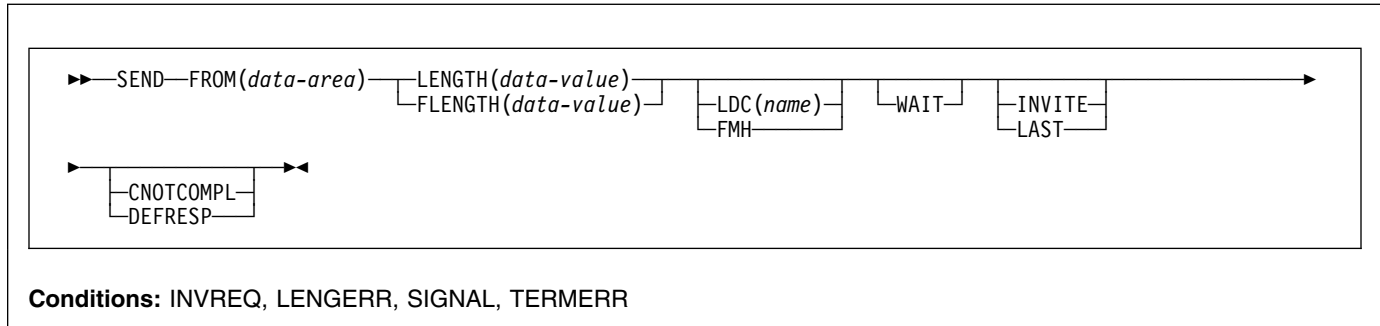 ►►──SEND──FROM(data-area)──LENGTH(data-value)──►
FLENGTH(data-value) LDC(name) WAIT INVITE
FMH LAST
►──►◄
CNOTCOMPL
DEFRESP
Conditions: INVREQ, LENGERR, SIGNAL, TERMERR